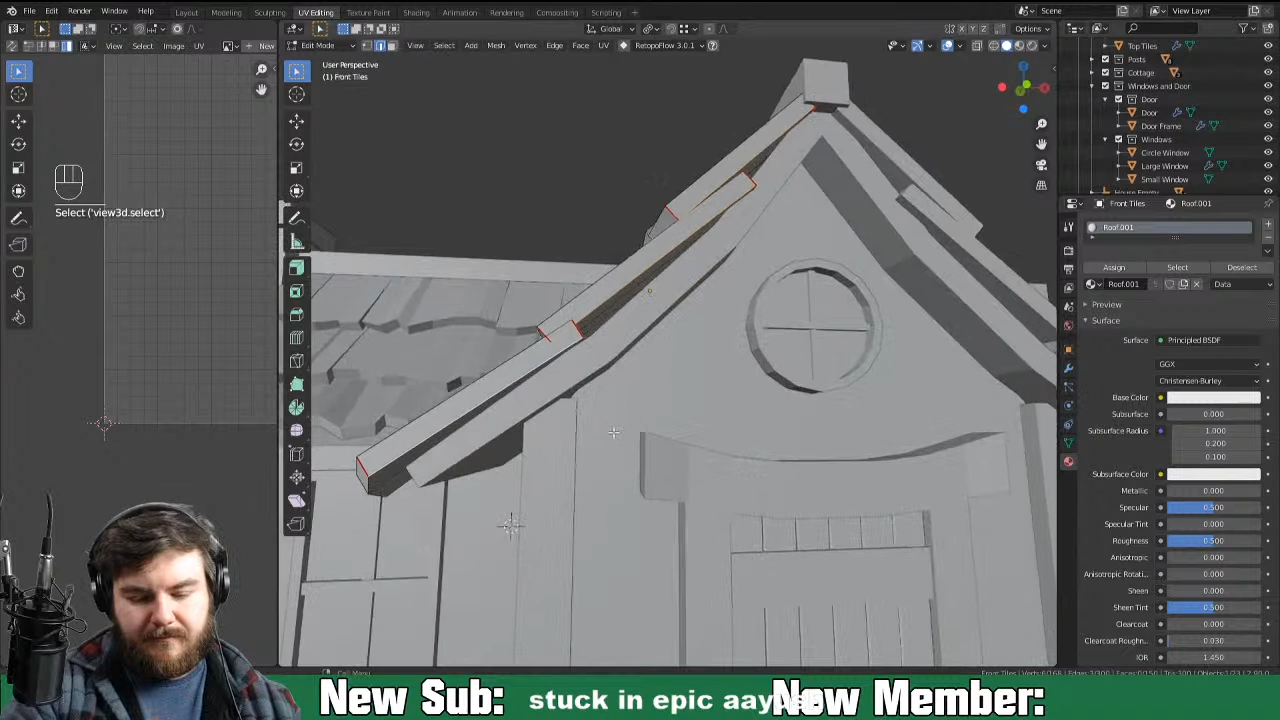 File Edit Render Window Help Layout Modeling Sculpting UV Editing Texture Paint Shading Animation Rendering Compositing Scripting + Scene View Layer
View Select Image UV New
Global Options
Edit Mode View Select Add Mesh Vertex Edge Face UV RetopoFlow 3.0.1
User Perspective
(1) Front Tiles
Select ('view3d.select')
Top Tiles
Posts
Cottage
Windows and Door
Door
Door
Door Frame
Windows
Circle Window
Large Window
Small Window
House Empty
Front Tiles Roof.001
Roof.001
Assign Select Deselect
Roof.001 5 Data
Preview
Surface
Surface Principled BSDF
GGX
Christensen-Burley
Base Color
Subsurface 0.000
Subsurface Radius 1.000
0.200
0.100
Subsurface Color
Metallic 0.000
Specular 0.500
Specular Tint 0.000
Roughness 0.500
Anisotropic 0.000
Anisotropic Rotati.. 0.000
Sheen 0.000
Sheen Tint 0.500
Clearcoat 0.000
Clearcoat Roughn.. 0.030
IOR 1.450
New Sub: stuck in epic New Member: